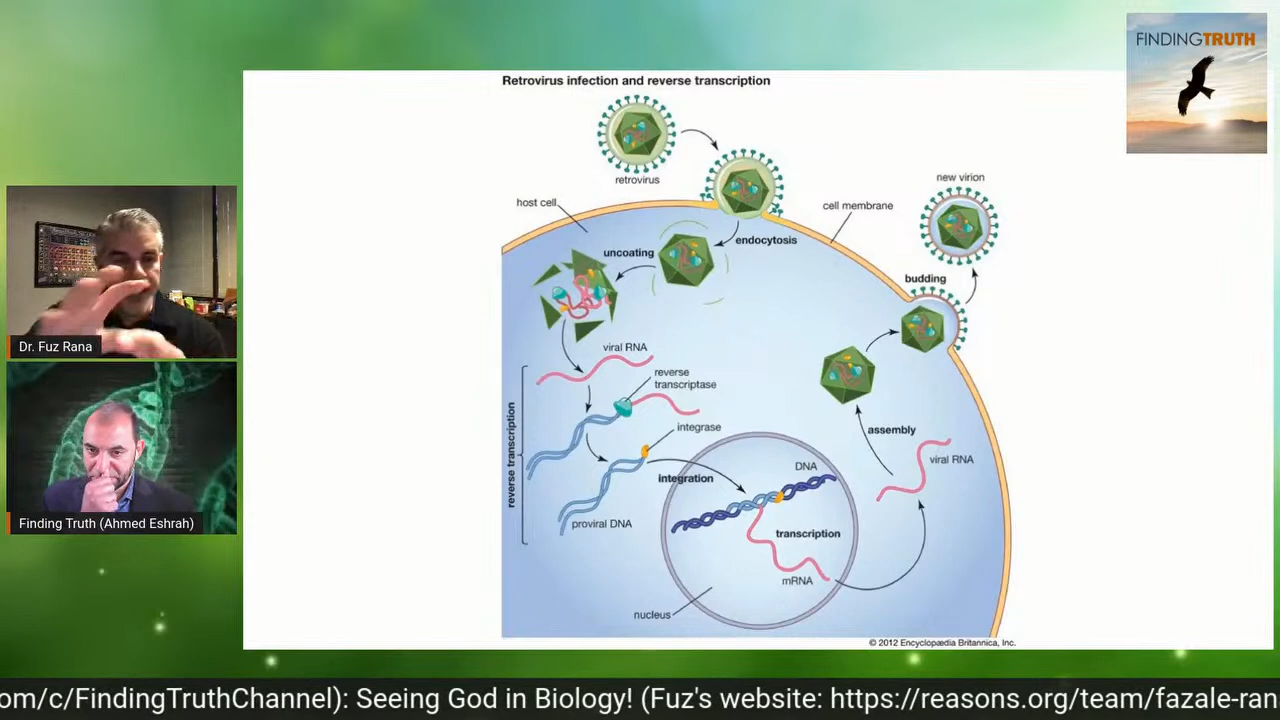 FINDINGTRUTH
Retrovirus infection and reverse transcription
retrovirus
new virion
host cell
cell membrane
endocytosis
uncoating
budding
viral RNA
reverse
transcriptase
integrase
reverse transcription
integration
DNA
proviral DNA
transcription
mRNA
nucleus
assembly
viral RNA
© 2012 Encyclopædia Britannica, Inc.
Dr. Fuz Rana
Finding Truth (Ahmed Eshrah)
om/c/FindingTruthChannel): Seeing God in Biology! (Fuz's website: https://reasons.org/team/fazale-ran